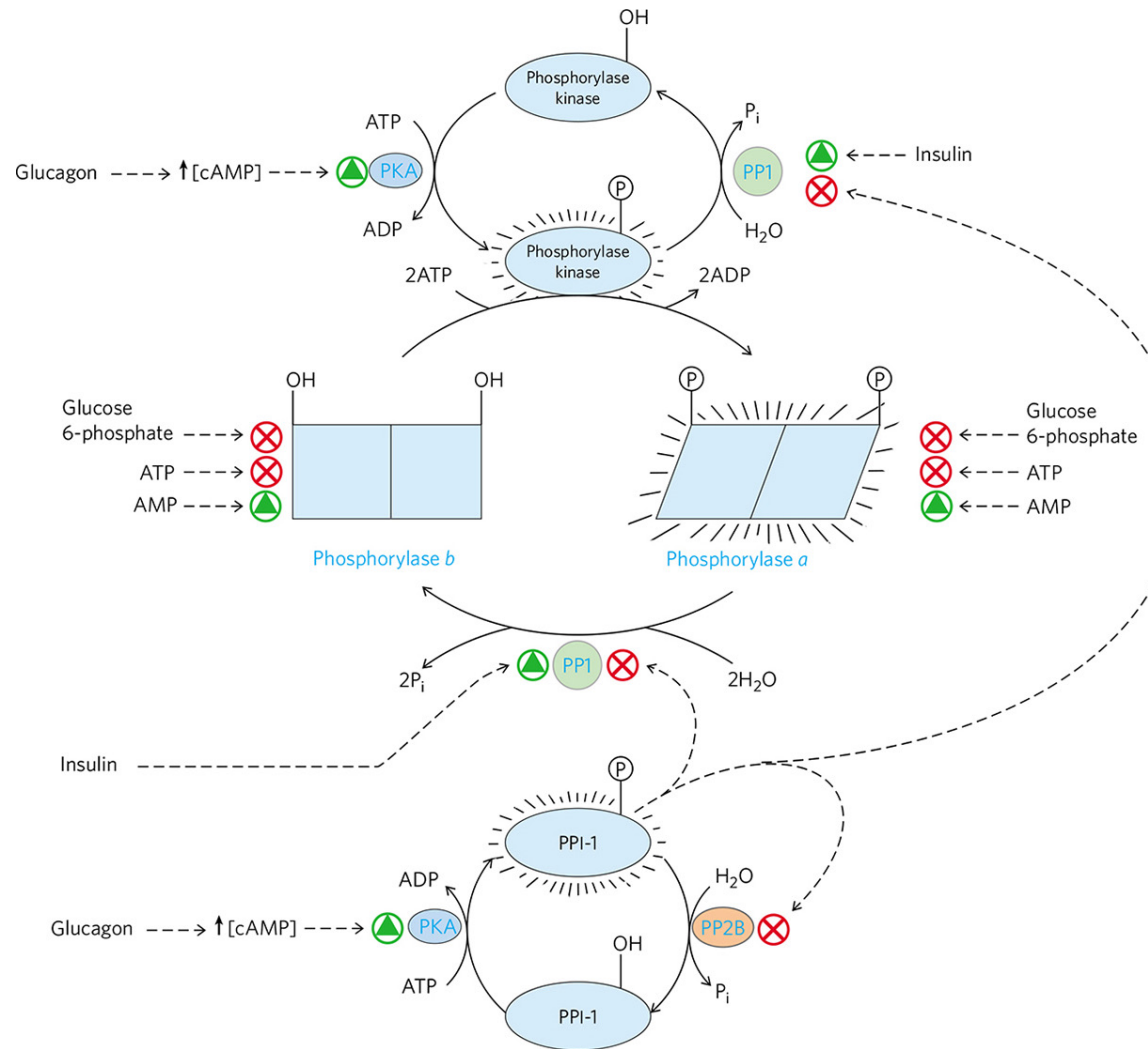 OH
Phosphorylase
kinase
ATP
Pᵢ
Glucagon
↑[cAMP]
PKA
PP1
Insulin
P
ADP
H₂O
Phosphorylase
kinase
2ATP
2ADP
OH
OH
P
P
Glucose
6-phosphate
ATP
AMP
Glucose
6-phosphate
ATP
AMP
Phosphorylase b
Phosphorylase a
2Pᵢ
PP1
2H₂O
Insulin
P
PPI-1
ADP
H₂O
Glucagon
↑[cAMP]
PKA
PP2B
OH
ATP
Pᵢ
PPI-1